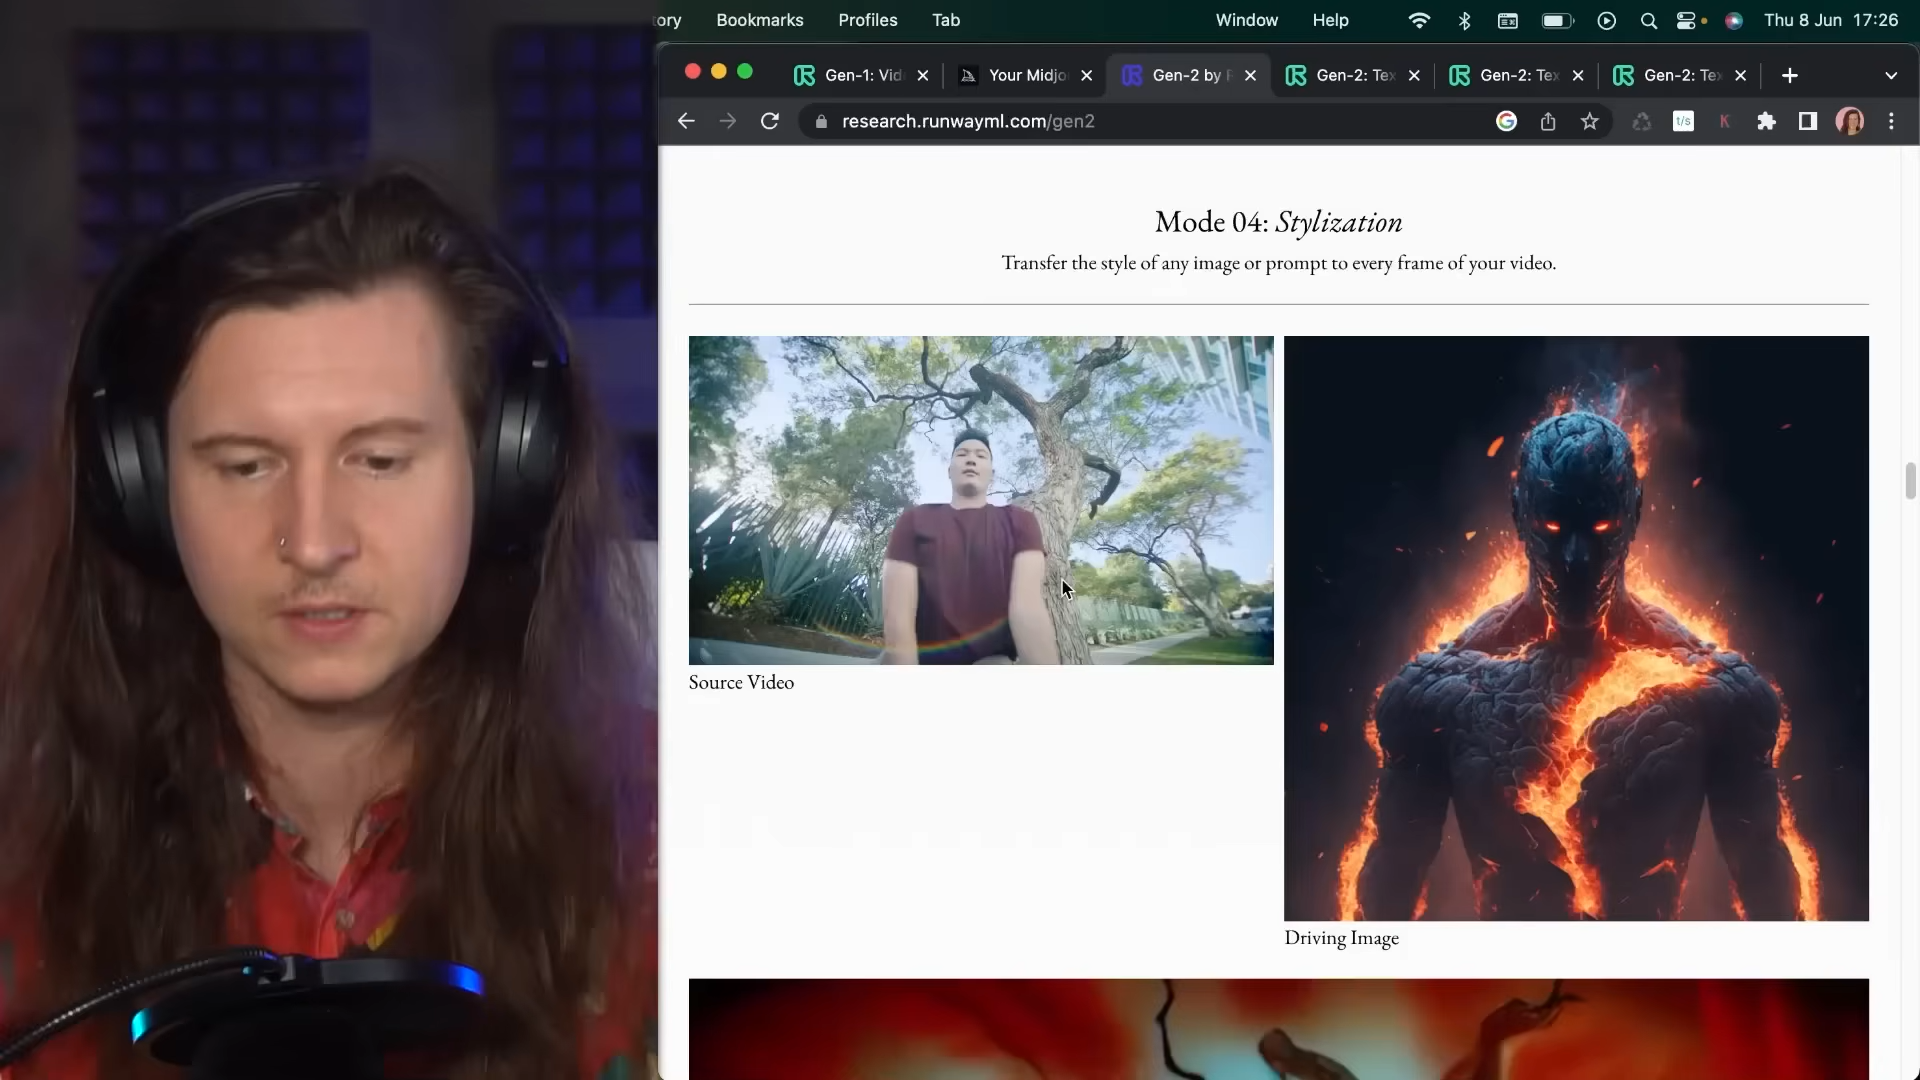 tory Bookmarks Profiles Tab Window Help Thu 8 Jun 17:26
Gen-1: Vid Your Midjo Gen-2 by R Gen-2: Tex Gen-2: Tex Gen-2: Tex
research.runwayml.com/gen2 t/s K
Mode 04: Stylization
Transfer the style of any image or prompt to every frame of your video.
Source Video
Driving Image